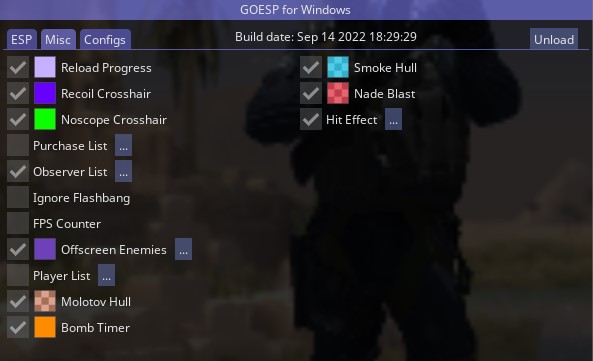 GOESP for Windows
ESP Misc Configs Build date: Sep 14 2022 18:29:29 Unload
Reload Progress
Recoil Crosshair
Noscope Crosshair
Purchase List ...
Observer List ...
Ignore Flashbang
FPS Counter
Offscreen Enemies ...
Player List ...
Molotov Hull
Bomb Timer
Smoke Hull
Nade Blast
Hit Effect ...